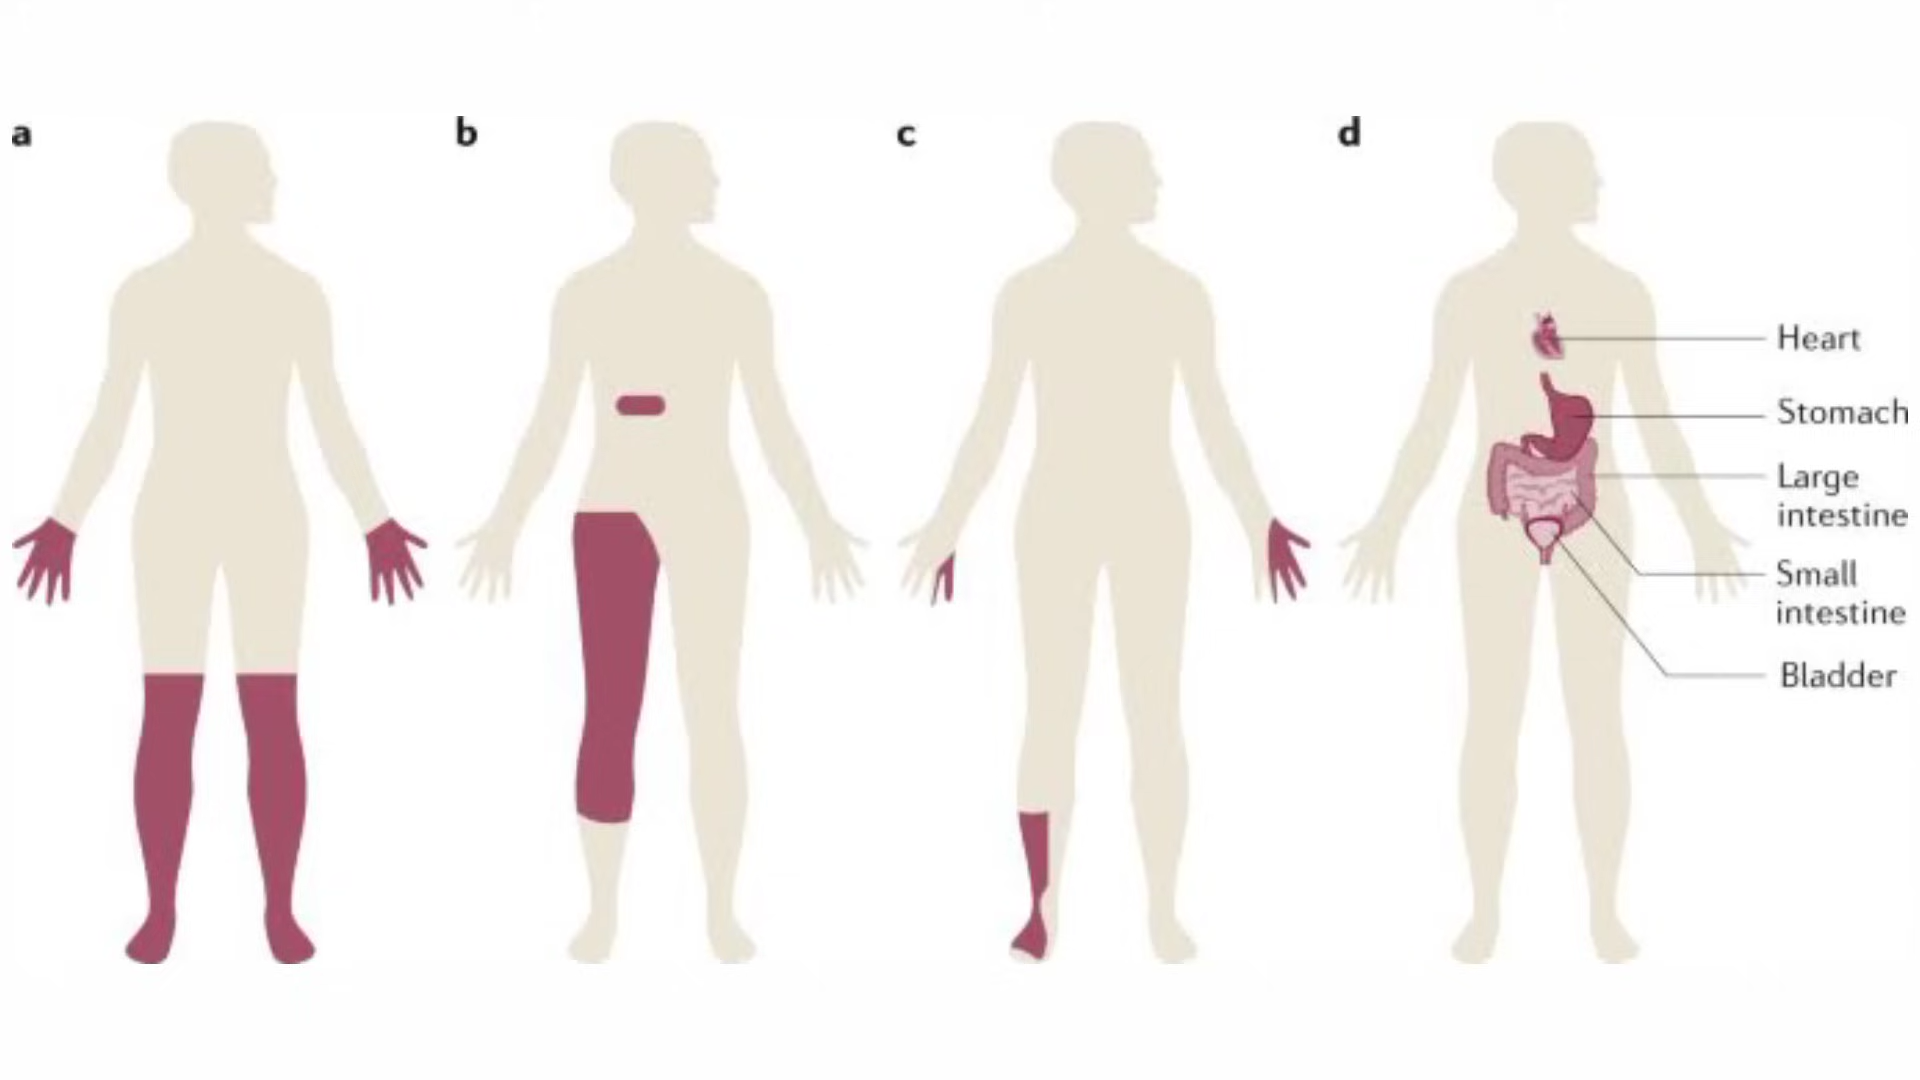 a
b
c
d
Heart
Stomach
Large
intestine
Small
intestine
Bladder